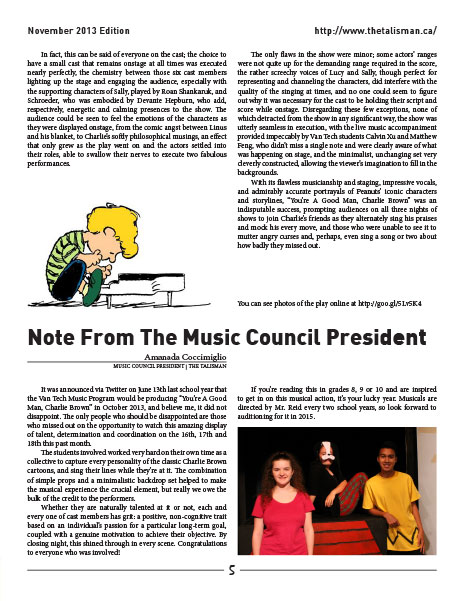 November 2013 Edition
http://www.thetalisman.ca/
In fact, this can be said of everyone on the cast; the choice to
have a small cast that remains onstage at all times was executed
nearly perfectly, the chemistry between those six cast members
lighting up the stage and engaging the audience, especially with
the supporting characters of Sally, played by Roan Shankaruk, and
Schroeder, who was embodied by Devante Hepburn, who add,
respectively, energetic and calming presences to the show. The
audience could be seen to feel the emotions of the characters as
they were displayed onstage, from the comic angst between Linus
and his blanket, to Charlie's softly philosophical musings, an effect
that only grew as the play went on and the actors settled into
their roles, able to swallow their nerves to execute two fabulous
performances.
The only flaws in the show were minor; some actors' ranges
were not quite up for the demanding range required in the score,
the rather screechy voices of Lucy and Sally, though perfect for
representing and channeling the characters, did interfere with the
quality of the singing at times, and no one could seem to figure
out why it was necessary for the cast to be holding their script and
score while onstage. Disregarding these few exceptions, none of
which detracted from the show in any significant way, the show was
utterly seamless in execution, with the live music accompaniment
provided impeccably by Van Tech students Calvin Xu and Matthew
Feng, who didn't miss a single note and were clearly aware of what
was happening on stage, and the minimalist, unchanging set very
cleverly constructed, allowing the viewer's imagination to fill in the
backgrounds.
With its flawless musicianship and staging, impressive vocals,
and admirably accurate portrayals of Peanuts' iconic characters
and storylines, "You're A Good Man, Charlie Brown" was an
indisputable success, prompting audiences on all three nights of
shows to join Charlie's friends as they alternately sing his praises
and mock his every move, and those who were unable to see it to
mutter angry curses and, perhaps, even sing a song or two about
how badly they missed out.
You can see photos of the play online at http://goo.gl/5LvSK4
Note From The Music Council President
Amanada Coccimiglio
MUSIC COUNCIL PRESIDENT | THE TALISMAN
It was announced via Twitter on June 13th last school year that
the Van Tech Music Program would be producing "You're A Good
Man, Charlie Brown" in October 2013, and believe me, it did not
disappoint. The only people who should be disappointed are those
who missed out on the opportunity to watch this amazing display
of talent, determination and coordination on the 16th, 17th and
18th this past month.
The students involved worked very hard on their own time as a
collective to capture every personality of the classic Charlie Brown
cartoons, and sing their lines while they're at it. The combination
of simple props and a minimalistic backdrop set helped to make
the musical experience the crucial element, but really we owe the
bulk of the credit to the performers.
Whether they are naturally talented at it or not, each and
every one of cast members has grit: a positive, non-cognitive trait
based on an individual's passion for a particular long-term goal,
coupled with a genuine motivation to achieve their objective. By
closing night, this shined through in every scene. Congratulations
to everyone who was involved!
If you're reading this in grades 8, 9 or 10 and are inspired
to get in on this musical action, it's your lucky year. Musicals are
directed by Mr. Reid every two school years, so look forward to
auditioning for it in 2015.
5